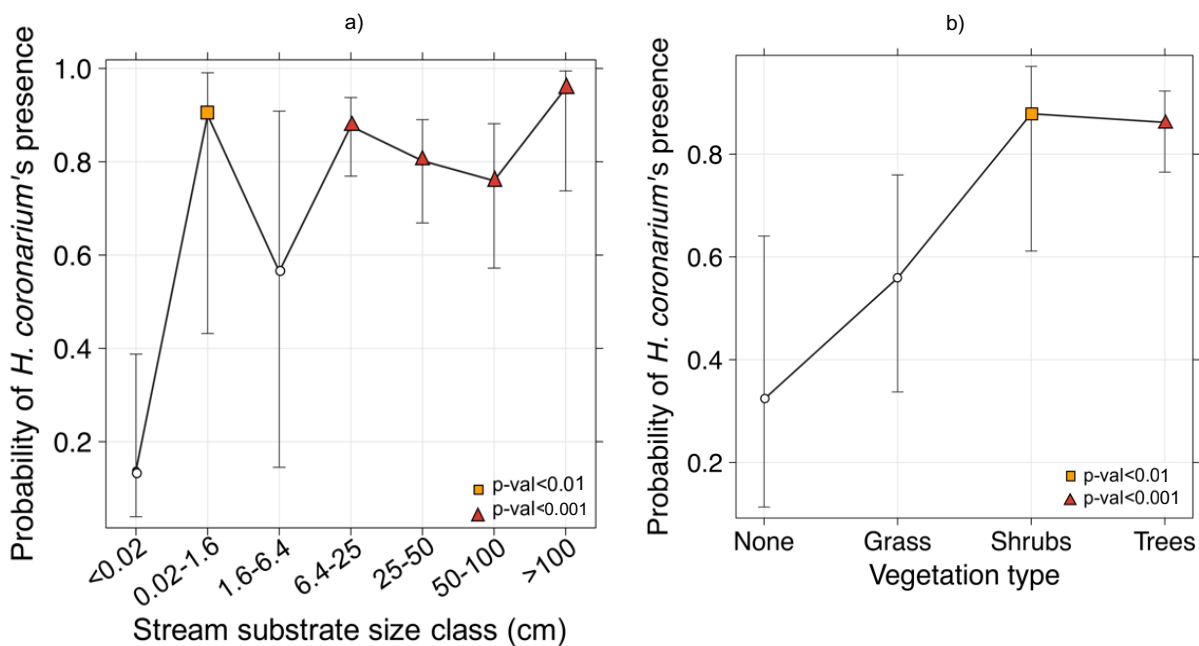 a)
Probability of H. coronarium's presence
1.0
0.8
0.6
0.4
0.2
p-val<0.01
p-val<0.001
<0.02
0.02-1.6
1.6-6.4
6.4-25
25-50
50-100
>100
Stream substrate size class (cm)
b)
Probability of H. coronarium's presence
0.8
0.6
0.4
0.2
p-val<0.01
p-val<0.001
None
Grass
Shrubs
Trees
Vegetation type